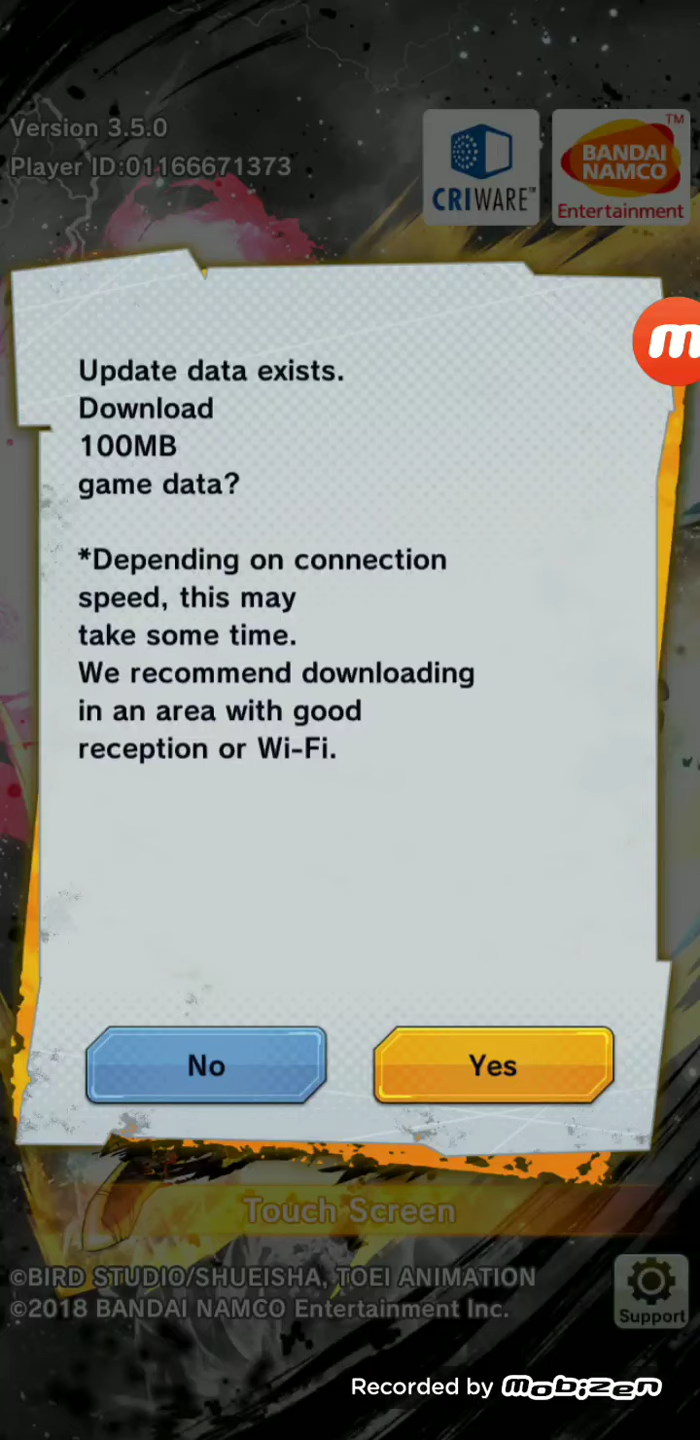 Version 3.5.0
Player ID:01166671373
CRIWARE™
TM
BANDAI
NAMCO
Entertainment
m
Update data exists.
Download
100MB
game data?
*Depending on connection
speed, this may
take some time.
We recommend downloading
in an area with good
reception or Wi-Fi.
No
Yes
Touch Screen
©BIRD STUDIO/SHUEISHA, TOEI ANIMATION
©2018 BANDAI NAMCO Entertainment Inc.
Support
Recorded by mobizen